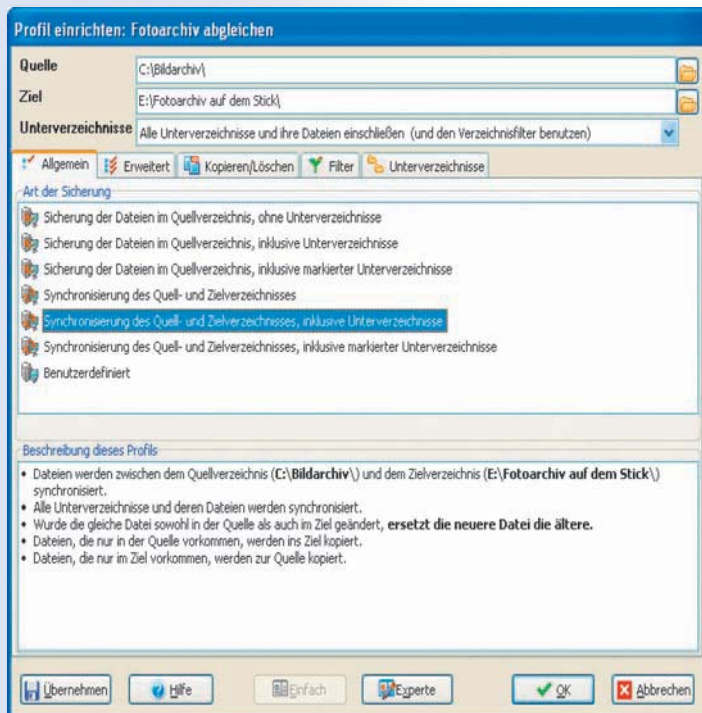 Profil einrichten: Fotoarchiv abgleichen
Quelle
C:\Bildarchiv\
Ziel
E:\Fotoarchiv auf dem Stick\
Unterverzeichnisse
Alle Unterverzeichnisse und ihre Dateien einschließen (und den Verzeichnisfilter benutzen)
Allgemein Erweitert Kopieren/Löschen Filter Unterverzeichnisse
Art der Sicherung
Sicherung der Dateien im Quellverzeichnis, ohne Unterverzeichnisse
Sicherung der Dateien im Quellverzeichnis, inklusive Unterverzeichnisse
Sicherung der Dateien im Quellverzeichnis, inklusive markierter Unterverzeichnisse
Synchronisierung des Quell- und Zielverzeichnisses
Synchronisierung des Quell- und Zielverzeichnisses, inklusive Unterverzeichnisse
Synchronisierung des Quell- und Zielverzeichnisses, inklusive markierter Unterverzeichnisse
Benutzerdefiniert
Beschreibung dieses Profils
• Dateien werden zwischen dem Quellverzeichnis (C:\Bildarchiv\) und dem Zielverzeichnis (E:\Fotoarchiv auf dem Stick\)
synchronisiert.
• Alle Unterverzeichnisse und deren Dateien werden synchronisiert.
• Wurde die gleiche Datei sowohl in der Quelle als auch im Ziel geändert, ersetzt die neuere Datei die ältere.
• Dateien, die nur in der Quelle vorkommen, werden ins Ziel kopiert.
• Dateien, die nur im Ziel vorkommen, werden zur Quelle kopiert.
Übernehmen Hilfe Einfach Experte OK Abbrechen